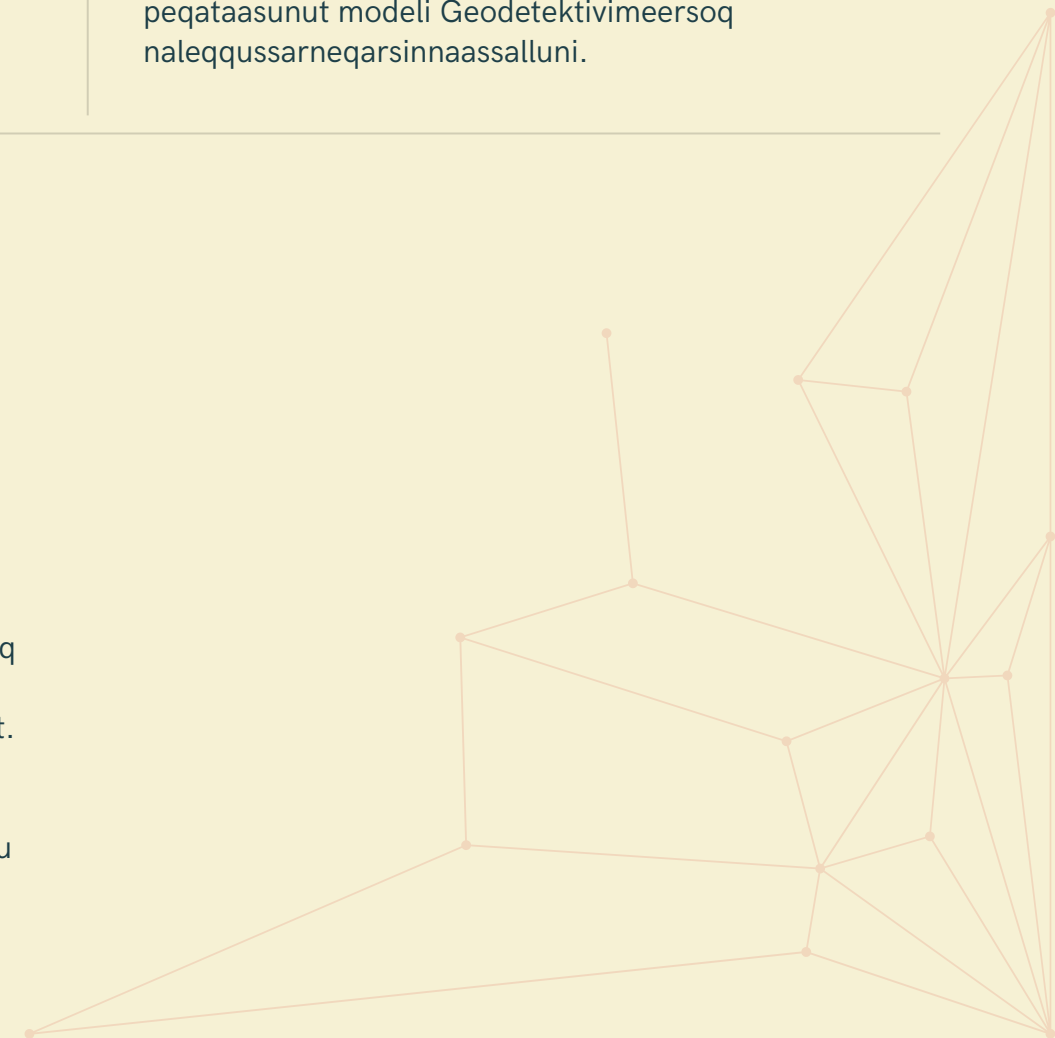 peqataasunut modeli Geodetektivimeersoq
naleqqussarneqarsinnaassalluni.
q
t.
u